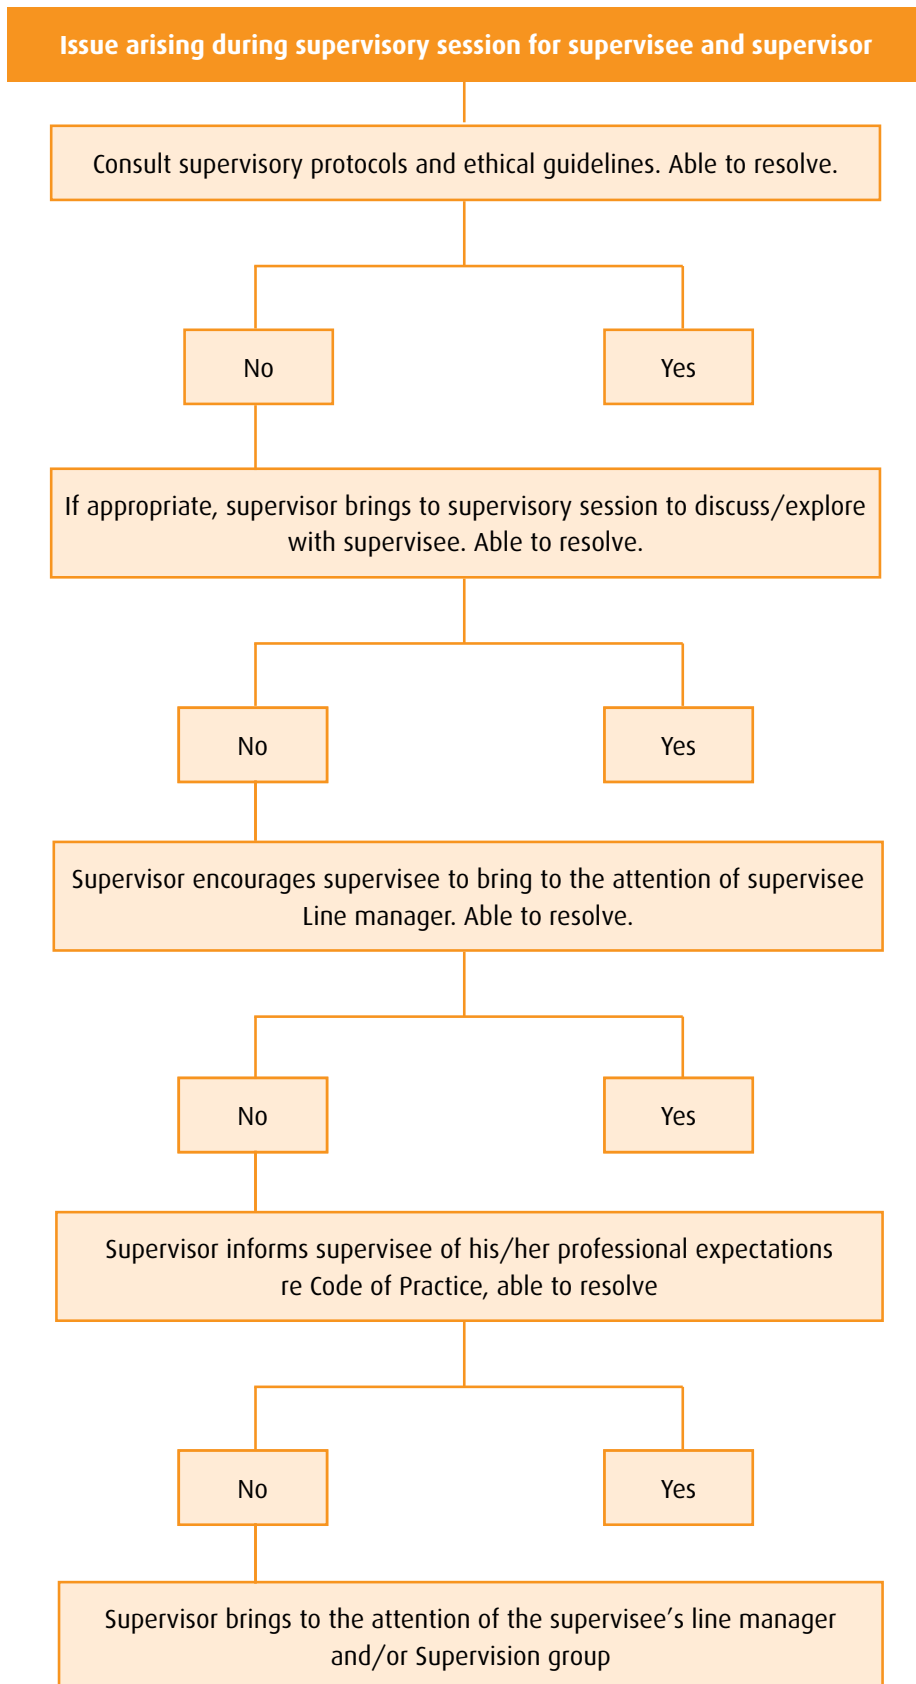 Issue arising during supervisory session for supervisee and supervisor
Consult supervisory protocols and ethical guidelines. Able to resolve.
No
Yes
If appropriate, supervisor brings to supervisory session to discuss/explore
with supervisee. Able to resolve.
No
Yes
Supervisor encourages supervisee to bring to the attention of supervisee
Line manager. Able to resolve.
No
Yes
Supervisor informs supervisee of his/her professional expectations
re Code of Practice, able to resolve
No
Yes
Supervisor brings to the attention of the supervisee’s line manager
and/or Supervision group